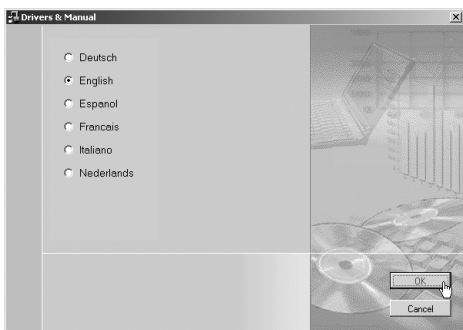 Drivers & Manual
Deutsch
English
Espanol
Francais
Italiano
Nederlands
OK
Cancel